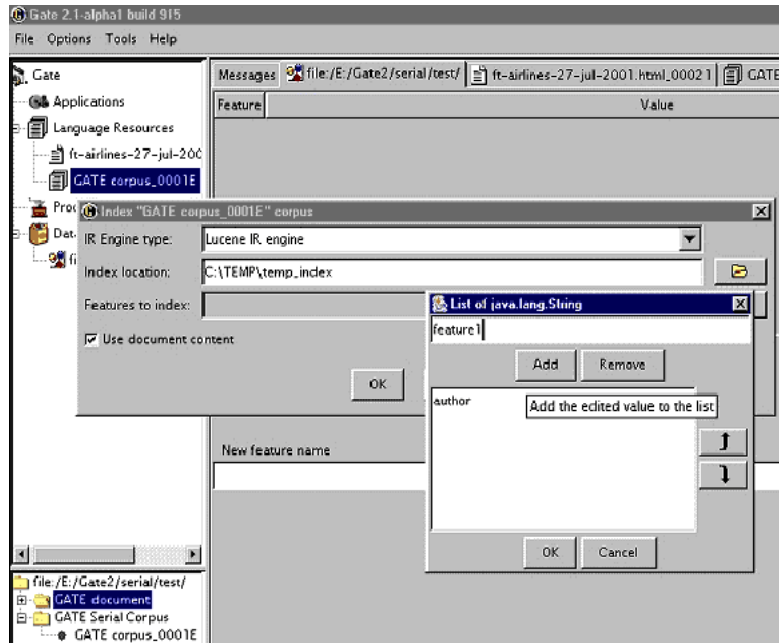 Gate 2.1-alpha1 build 915
File Options Tools Help
Gate
Applications
Language Resources
ft-airlines-27-jul-200
GATE corpus_0001E
Proc
Dat
fi
Messages file:/E:/Gate2/serial/test/ ft-airlines-27-jul-2001.html_00021 GATE
Feature Value
Index "GATE corpus_0001E" corpus
IR Engine type: Lucene IR engine
Index location: C:\TEMP\temp_index
Features to index:
Use document content
OK
List of java.lang.String
feature1
Add Remove
author
Add the edited value to the list
OK Cancel
New feature name
file:/E:/Gate2/serial/test/
GATE document
GATE Serial Corpus
GATE corpus_0001E